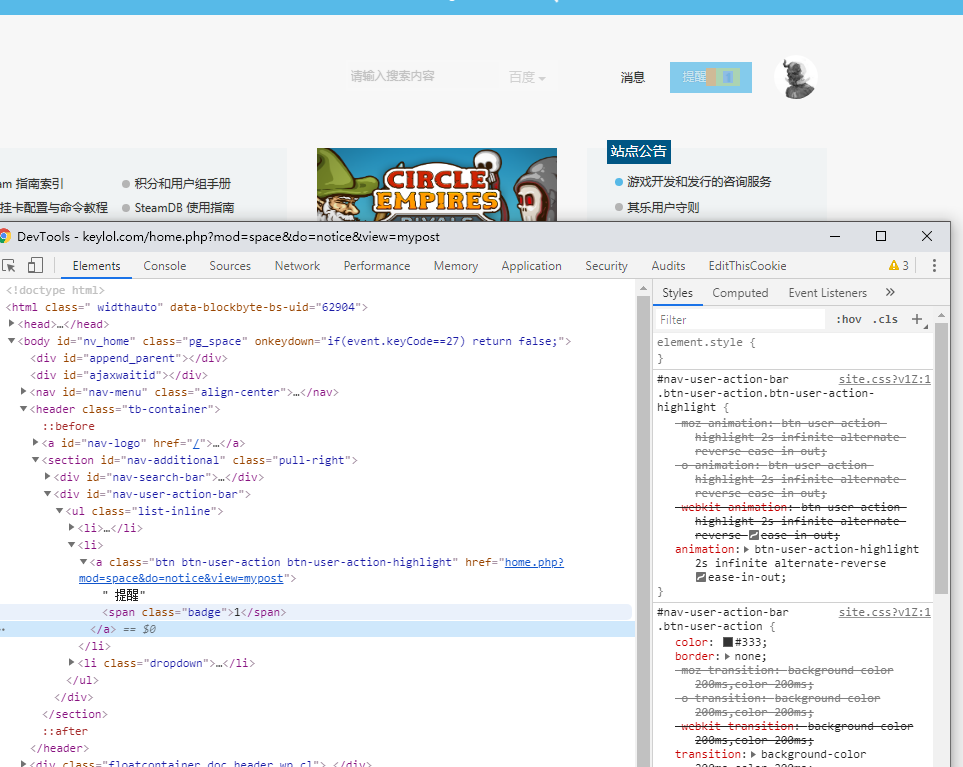 请输入搜索内容
百度
消息
提醒 1
am 指南索引
积分和用户组手册
挂卡配置与命令教程
SteamDB 使用指南
CIRCLE
EMPIRES
RIVALS
站点公告
游戏开发和发行的咨询服务
其乐用户守则
DevTools - keylol.com/home.php?mod=space&do=notice&view=mypost
Elements Console Sources Network Performance Memory Application Security Audits EditThisCookie 3
<!doctype html>
<html class=" widthauto" data-blockbyte-bs-uid="62904">
<head>…</head>
<body id="nv_home" class="pg_space" onkeydown="if(event.keyCode==27) return false;">
<div id="append_parent"></div>
<div id="ajaxwaitid"></div>
<nav id="nav-menu" class="align-center">…</nav>
<header class="tb-container">
::before
<a id="nav-logo" href="/">…</a>
<section id="nav-additional" class="pull-right">
<div id="nav-search-bar">…</div>
<div id="nav-user-action-bar">
<ul class="list-inline">
<li>…</li>
<li>
<a class="btn btn-user-action btn-user-action-highlight" href="home.php?
mod=space&do=notice&view=mypost">
" 提醒"
<span class="badge">1</span>
</a> == $0
</li>
<li class="dropdown">…</li>
</ul>
</div>
</section>
::after
</header>
<div class="floatcontainer doc_header wp cl">…</div>
Styles Computed Event Listeners »
Filter :hov .cls +
element.style {
}
#nav-user-action-bar site.css?v1Z:1
.btn-user-action.btn-user-action-
highlight {
-moz-animation: btn-user-action-
highlight 2s infinite alternate-
reverse ease-in-out;
-o-animation: btn-user-action-
highlight 2s infinite alternate-
reverse ease-in-out;
-webkit-animation: btn-user-action-
highlight 2s infinite alternate-
reverse ease-in-out;
animation: btn-user-action-highlight
2s infinite alternate-reverse
ease-in-out;
}
#nav-user-action-bar site.css?v1Z:1
.btn-user-action {
color: #333;
border: none;
-moz-transition: background-color
200ms,color 200ms;
-o-transition: background-color
200ms,color 200ms;
-webkit-transition: background-color
200ms,color 200ms;
transition: background-color
200ms,color 200ms;